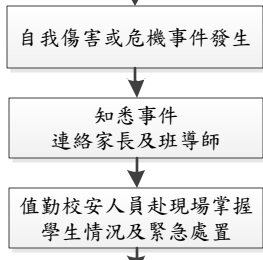 自我傷害或危機事件發生
知悉事件
連絡家長及班導師
值勤校安人員赴現場掌握
學生情況及緊急處置